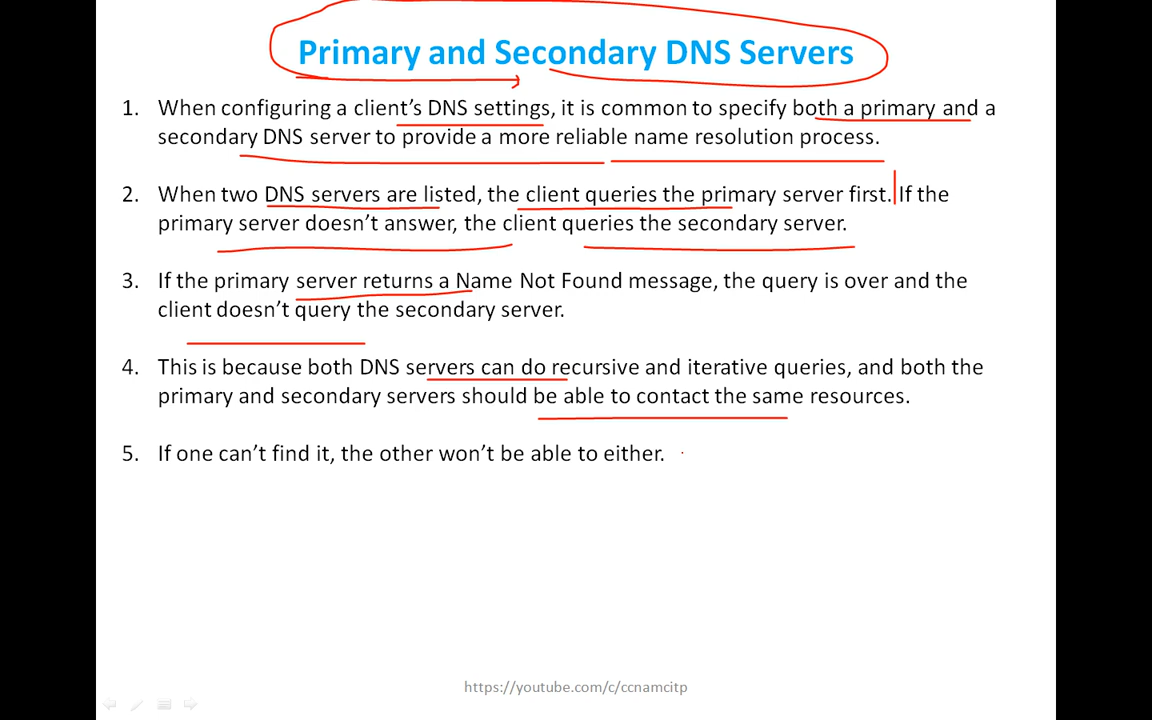 Primary and Secondary DNS Servers
1. When configuring a client's DNS settings, it is common to specify both a primary and a
secondary DNS server to provide a more reliable name resolution process.
2. When two DNS servers are listed, the client queries the primary server first. If the
primary server doesn't answer, the client queries the secondary server.
3. If the primary server returns a Name Not Found message, the query is over and the
client doesn't query the secondary server.
4. This is because both DNS servers can do recursive and iterative queries, and both the
primary and secondary servers should be able to contact the same resources.
5. If one can't find it, the other won't be able to either.
https://youtube.com/c/ccnamcitp